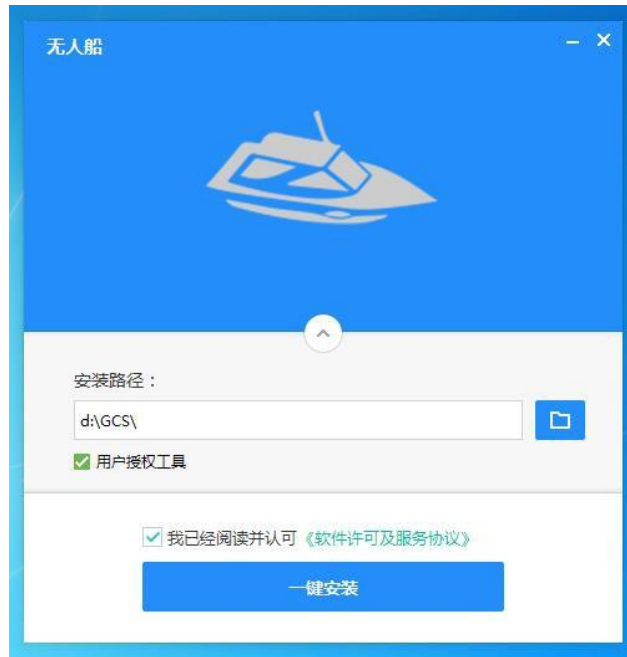 无人船
安装路径：
d:\GCS\
用户授权工具
我已经阅读并认可《软件许可及服务协议》
一键安装